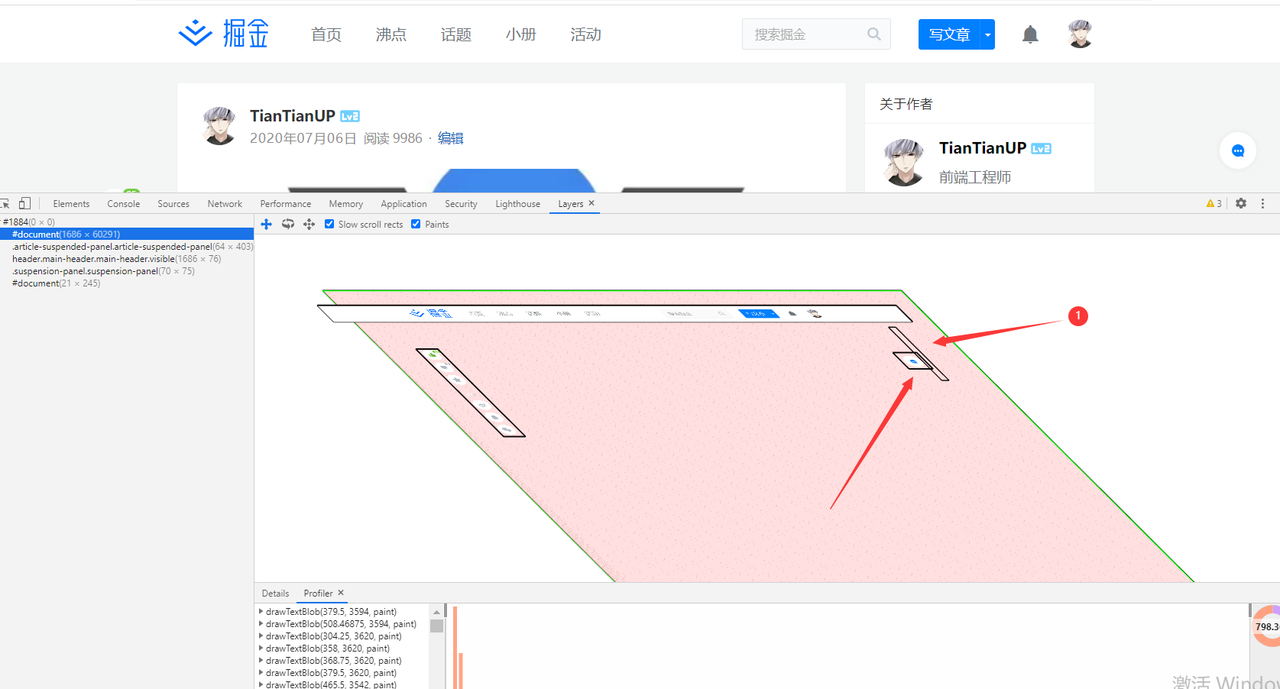 掘金 首页 沸点 话题 小册 活动 搜索掘金 写文章
TianTianUP Lv2
2020年07月06日 阅读 9986 · 编辑
关于作者
TianTianUP Lv2
前端工程师
Elements Console Sources Network Performance Memory Application Security Lighthouse Layers × 3
#1884(0 × 0)
#document(1686 × 60291)
.article-suspended-panel.article-suspended-panel(64 × 403)
header.main-header.main-header.visible(1686 × 76)
.suspension-panel.suspension-panel(70 × 75)
#document(21 × 245)
Slow scroll rects Paints
掘金
1
Details Profiler ×
drawTextBlob(379.5, 3594, paint)
drawTextBlob(508.46875, 3594, paint)
drawTextBlob(304.25, 3620, paint)
drawTextBlob(358, 3620, paint)
drawTextBlob(368.75, 3620, paint)
drawTextBlob(379.5, 3620, paint)
drawTextBlob(465.5, 3542, paint)
798.3
激活 Windo